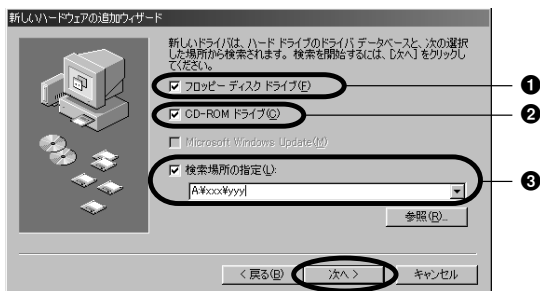 新しいハードウェアの追加ウィザード
新しいドライバは、ハード ドライブのドライバ データベースと、次の選択
した場所から検索されます。検索を開始するには、[次へ] をクリックし
てください。
フロッピー ディスク ドライブ(F)
❶
CD-ROM ドライブ(C)
❷
Microsoft Windows Update(M)
検索場所の指定(L):
❸
A:¥xxx¥yyy
参照(R)...
< 戻る(B)
次へ >
キャンセル